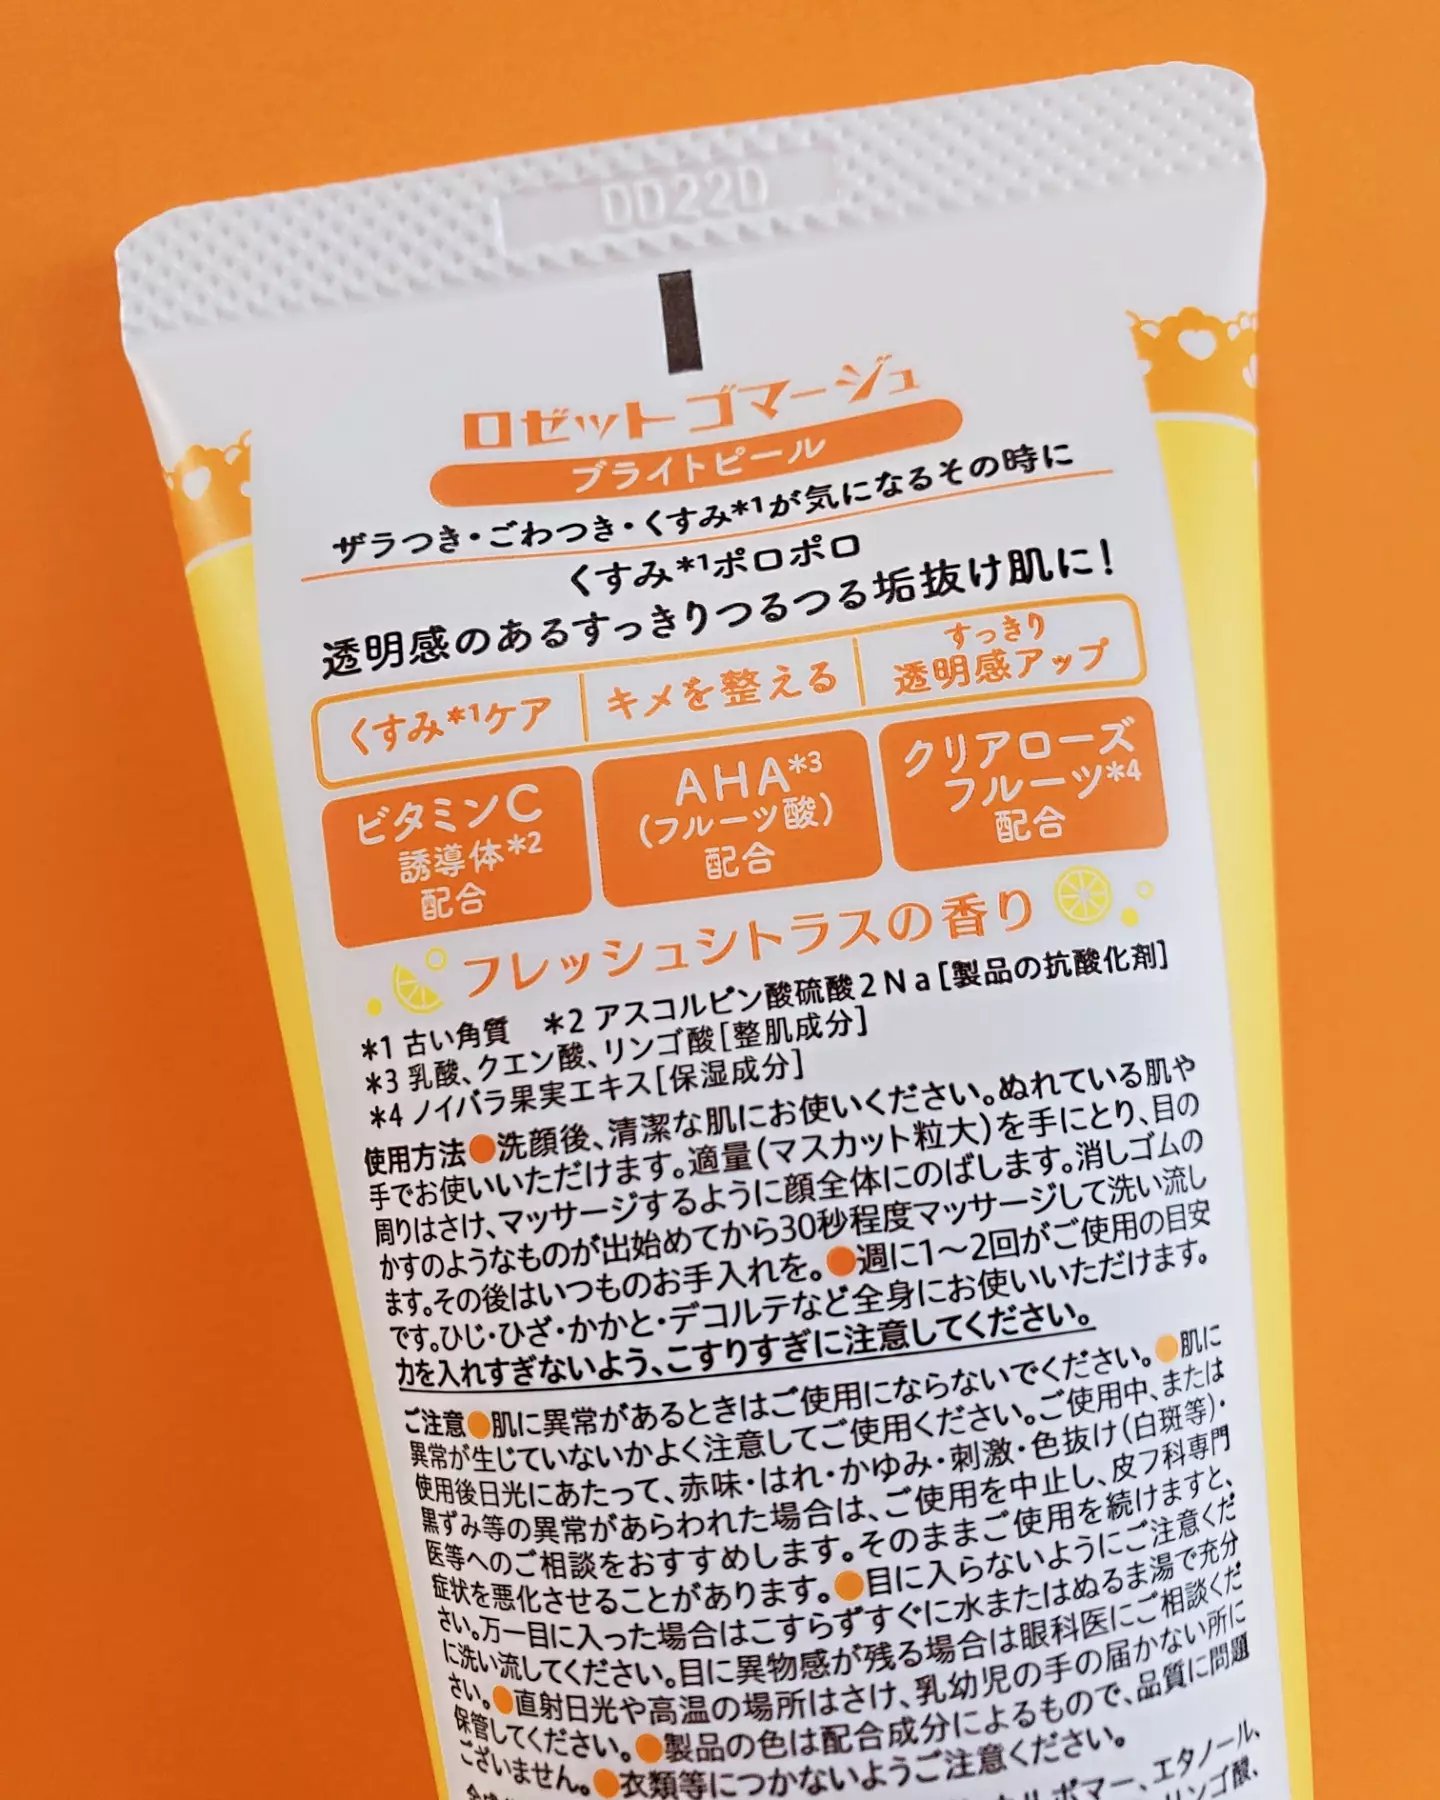 DD22D
ロゼット ゴマージュ
ブライトピール
ザラつき・ごわつき・くすみ*1が気になるその時に
くすみ*1ポロポロ
透明感のあるすっきりつるつる垢抜け肌に!
くすみ*1ケア
キメを整える
すっきり
透明感アップ
ビタミンC
誘導体*2
配合
AHA*3
(フルーツ酸)
配合
クリアローズ
フルーツ*4
配合
フレッシュシトラスの香り
*1 古い角質 *2 アスコルビン酸硫酸2Na[製品の抗酸化剤]
*3 乳酸、クエン酸、リンゴ酸[整肌成分]
*4 ノイバラ果実エキス[保湿成分]
使用方法●洗顔後、清潔な肌にお使いください。ぬれている肌や
手でお使いいただけます。適量(マスカット粒大)を手にとり、目の
周りはさけ、マッサージするように顔全体にのばします。消しゴムの
かすのようなものが出始めてから30秒程度マッサージして洗い流し
ます。その後はいつものお手入れを。●週に1〜2回がご使用の目安
です。ひじ・ひざ・かかと・デコルテなど全身にお使いいただけます。
力を入れすぎないよう、こすりすぎに注意してください。
ご注意●肌に異常があるときはご使用にならないでください。●肌に
異常が生じていないかよく注意してご使用ください。ご使用中、または
使用後日光にあたって、赤味・はれ・かゆみ・刺激・色抜け(白斑等)・
黒ずみ等の異常があらわれた場合は、ご使用を中止し、皮フ科専門
医等へのご相談をおすすめします。そのままご使用を続けますと、
症状を悪化させることがあります。●目に入らないようにご注意くだ
さい。万一目に入った場合はこすらずすぐに水またはぬるま湯で充分
に洗い流してください。目に異物感が残る場合は眼科医にご相談くだ
さい。●直射日光や高温の場所はさけ、乳幼児の手の届かない所に
保管してください。●製品の色は配合成分によるもので、品質に問題
ございません。●衣類等につかないようご注意ください。
ボマー、エタノール、
リンゴ酸、